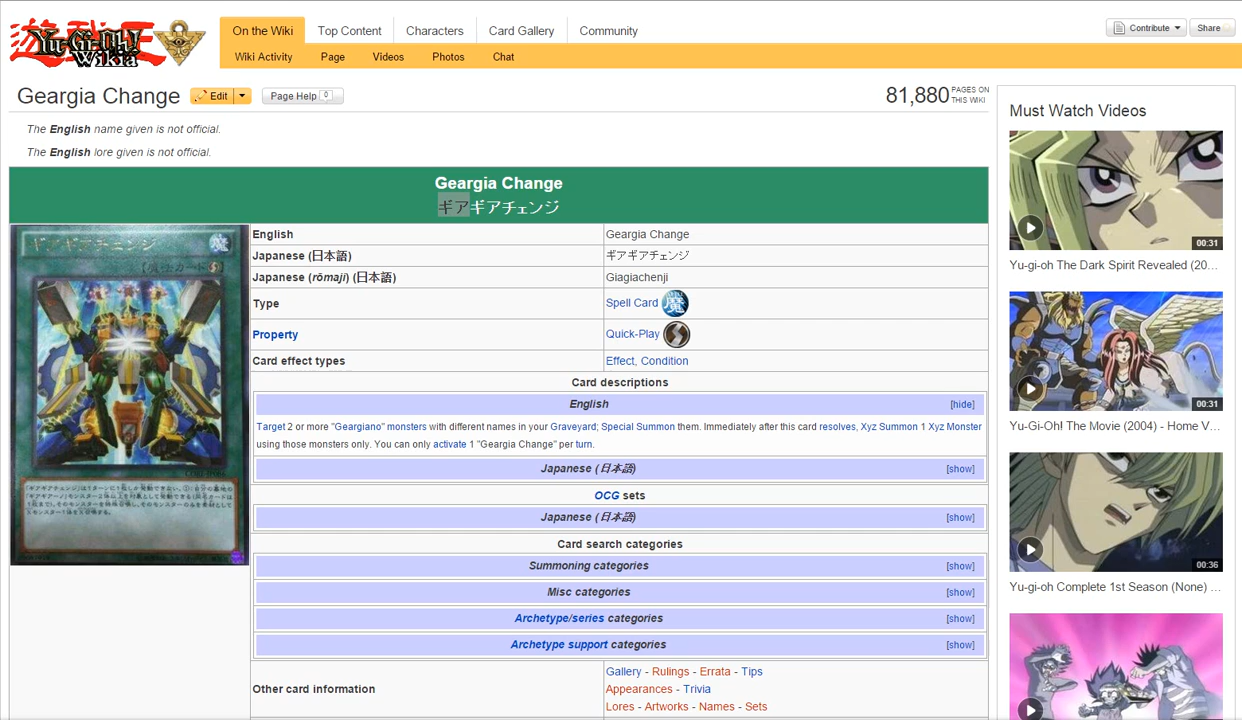 遊戯王
Yu-Gi-Oh!
Wikia
On the Wiki
Top Content
Characters
Card Gallery
Community
Contribute
Share
Wiki Activity
Page
Videos
Photos
Chat
Geargia Change
Edit
Page Help 0
81,880 PAGES ON THIS WIKI
The English name given is not official.
The English lore given is not official.
Geargia Change
ギアギアチェンジ
ギアギアチェンジ
【魔法カード】
English
Geargia Change
Japanese (日本語)
ギアギアチェンジ
Japanese (rōmaji) (日本語)
Giagiachenji
Type
Spell Card 魔
Property
Quick-Play
Card effect types
Effect, Condition
Card descriptions
English [hide]
Target 2 or more "Geargiano" monsters with different names in your Graveyard; Special Summon them. Immediately after this card resolves, Xyz Summon 1 Xyz Monster
using those monsters only. You can only activate 1 "Geargia Change" per turn.
Japanese (日本語) [show]
OCG sets
Japanese (日本語) [show]
Card search categories
Summoning categories [show]
Misc categories [show]
Archetype/series categories [show]
Archetype support categories [show]
Other card information
Gallery - Rulings - Errata - Tips
Appearances - Trivia
Lores - Artworks - Names - Sets
Must Watch Videos
00:31
Yu-gi-oh The Dark Spirit Revealed (20...
00:31
Yu-Gi-Oh! The Movie (2004) - Home V...
00:36
Yu-gi-oh Complete 1st Season (None) ...